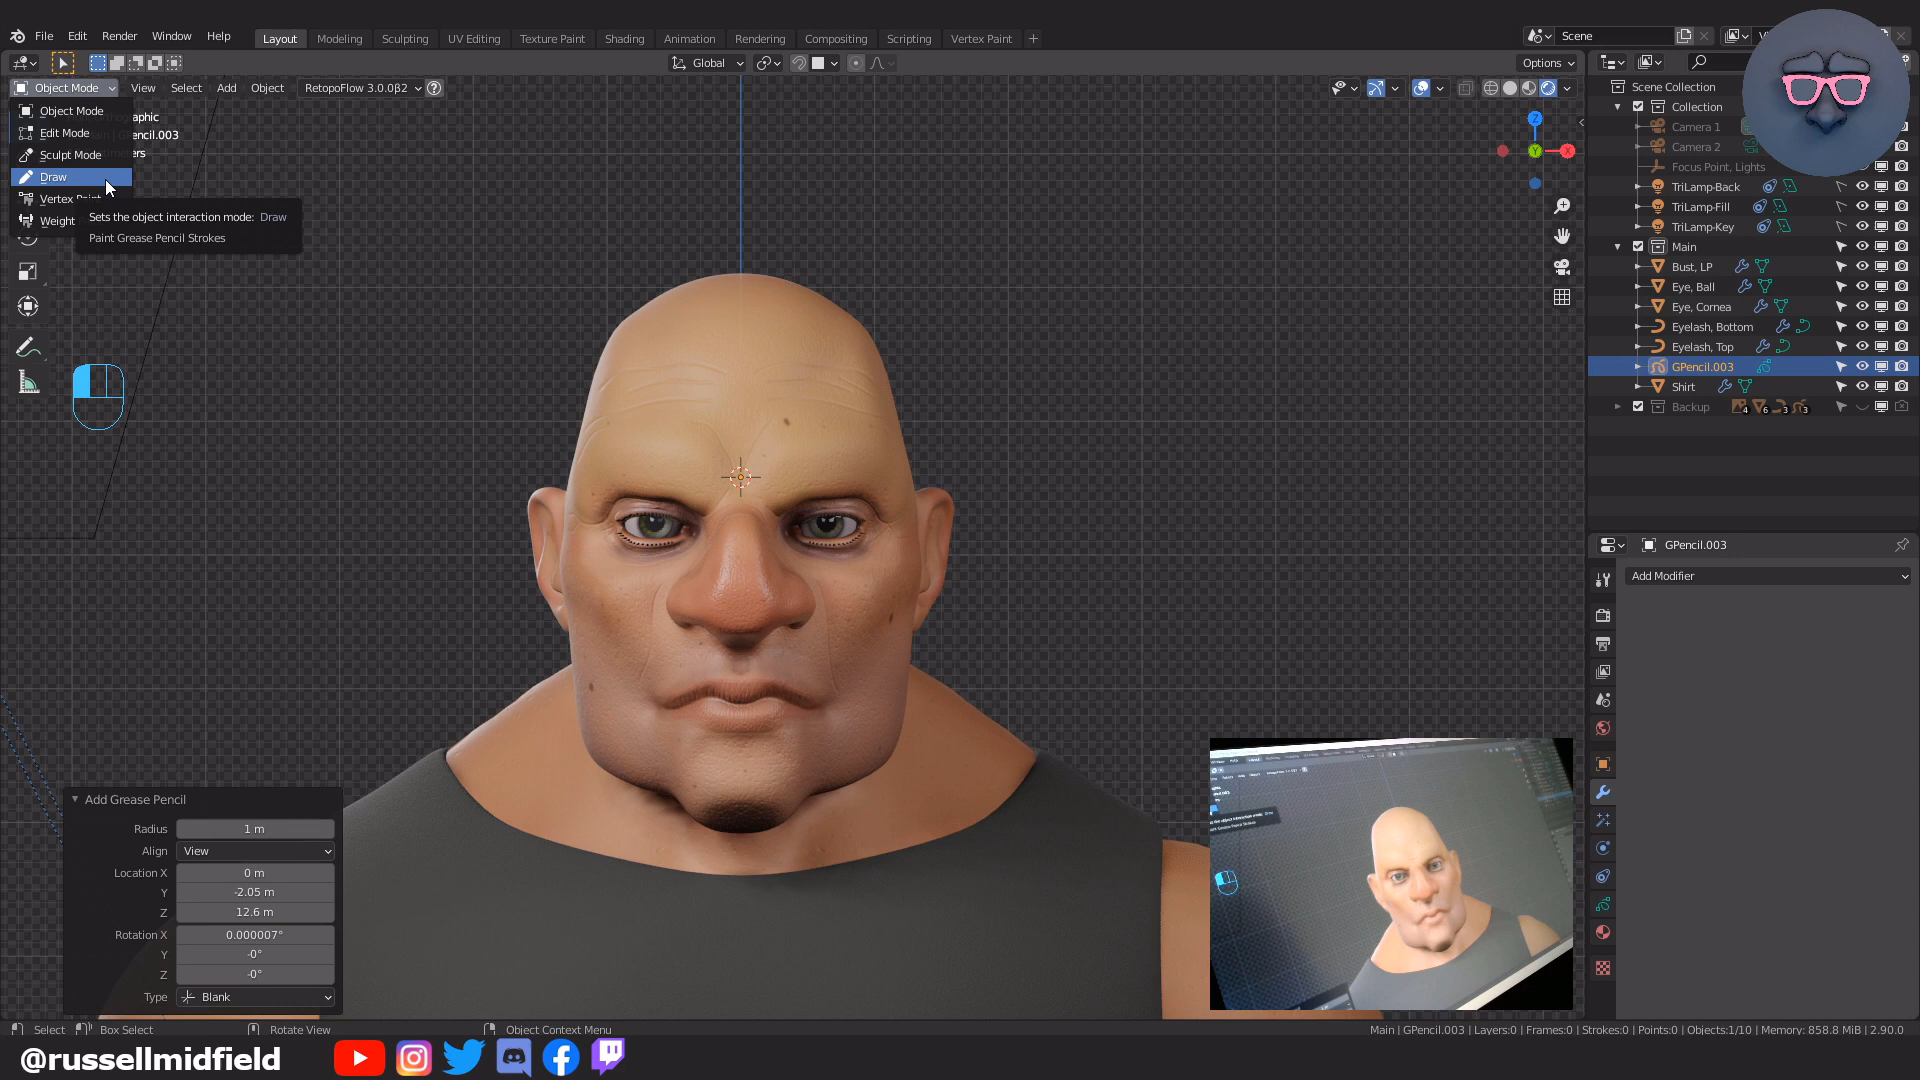 File Edit Render Window Help Layout Modeling Sculpting UV Editing Texture Paint Shading Animation Rendering Compositing Scripting Vertex Paint + Scene
Global Options
Object Mode View Select Add Object RetopoFlow 3.0.0β2
Object Mode
Edit Mode
Sculpt Mode
Draw
Vertex
Weight
Sets the object interaction mode: Draw
Paint Grease Pencil Strokes
Z
Y
X
Scene Collection
Collection
Camera 1
Camera 2
Focus Point, Lights
TriLamp-Back
TriLamp-Fill
TriLamp-Key
Main
Bust, LP
Eye, Ball
Eye, Cornea
Eyelash, Bottom
Eyelash, Top
GPencil.003
Shirt
Backup 4 6 3 3
GPencil.003
Add Modifier
Add Grease Pencil
Radius 1 m
Align View
Location X 0 m
Y -2.05 m
Z 12.6 m
Rotation X 0.000007°
Y -0°
Z -0°
Type Blank
Select Box Select Rotate View Object Context Menu Main | GPencil.003 | Layers:0 | Frames:0 | Strokes:0 | Points:0 | Objects:1/10 | Memory: 858.8 MiB | 2.90.0
@russellmidfield